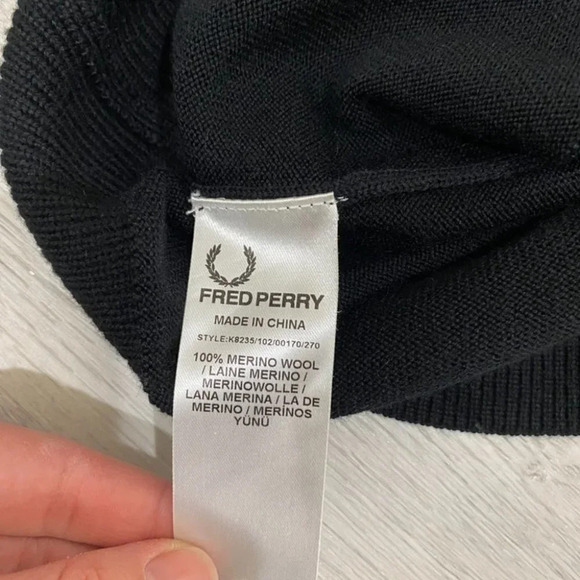 FRED PERRY
MADE IN CHINA
STYLE:K8235/102/00170/270
100% MERINO WOOL
/ LAINE MERINO /
MERINOWOLLE /
LANA MERINA / LA DE
MERINO / MERİNOS
YÜNÜ